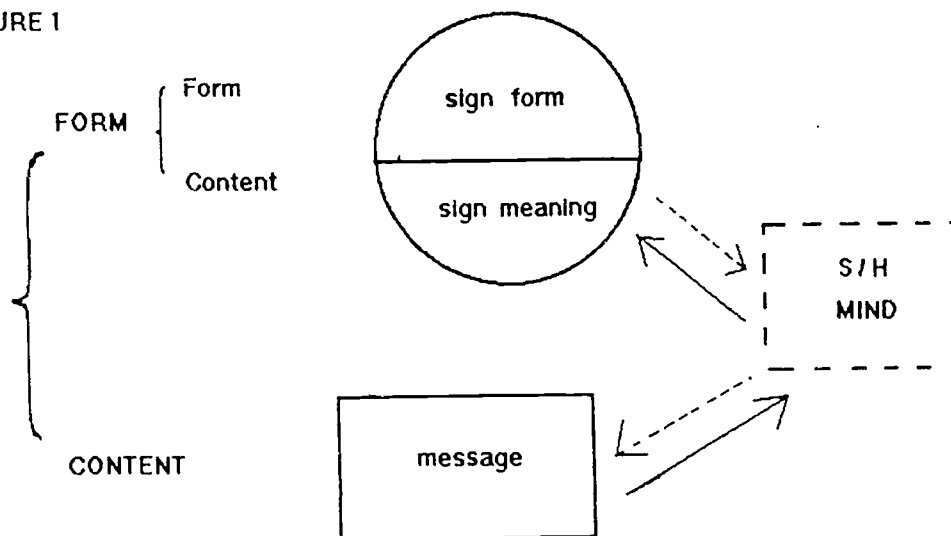 URE 1
Form
FORM
Content
sign form
sign meaning
S/H
MIND
CONTENT
message